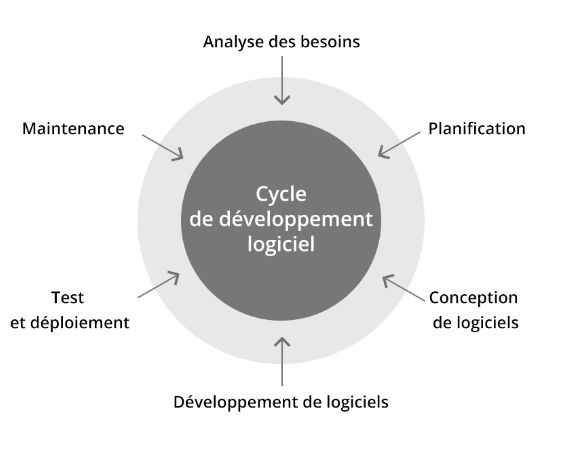 Analyse des besoins
Maintenance
Planification
Cycle
de développement
logiciel
Test
et déploiement
Conception
de logiciels
Développement de logiciels